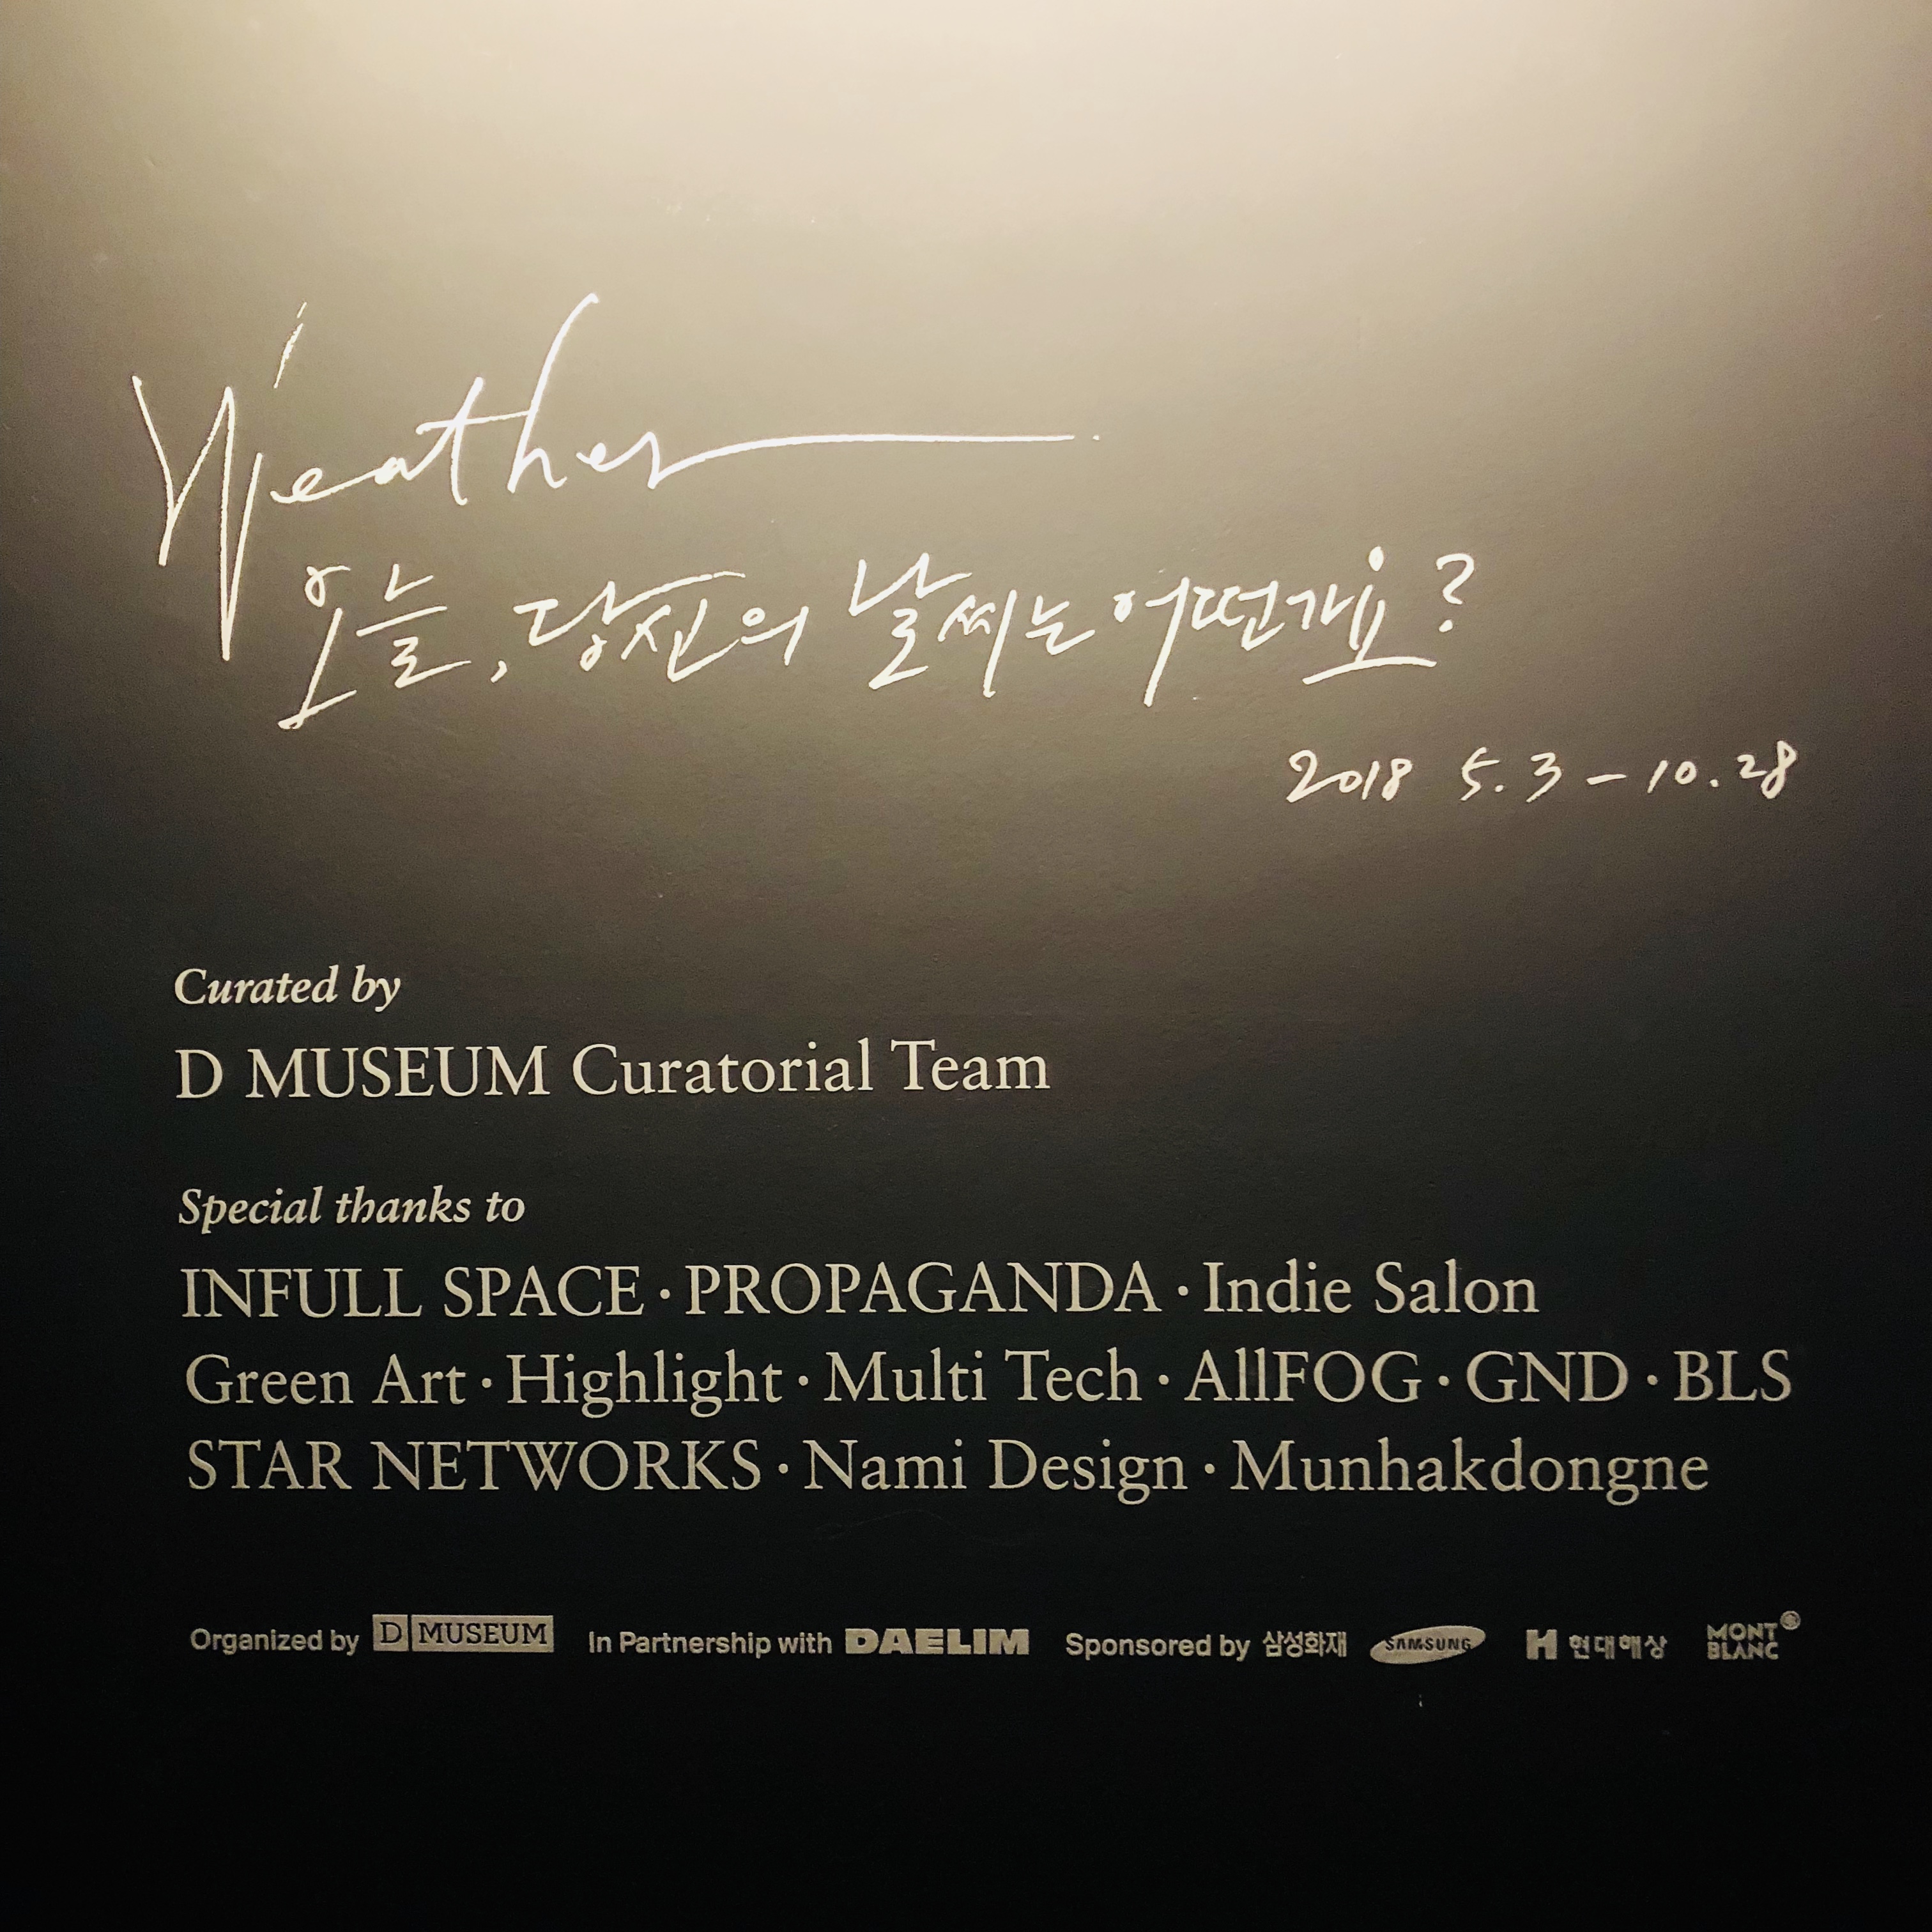 Weather
오늘, 당신의 날씨는 어떤가요?
2018 5.3 – 10.28
Curated by
D MUSEUM Curatorial Team
Special thanks to
INFULL SPACE · PROPAGANDA · Indie Salon
Green Art · Highlight · Multi Tech · AllFOG · GND · BLS
STAR NETWORKS · Nami Design · Munhakdongne
Organized by D MUSEUM In Partnership with DAELIM Sponsored by 삼성화재 SAMSUNG H 현대해상 MONT BLANC